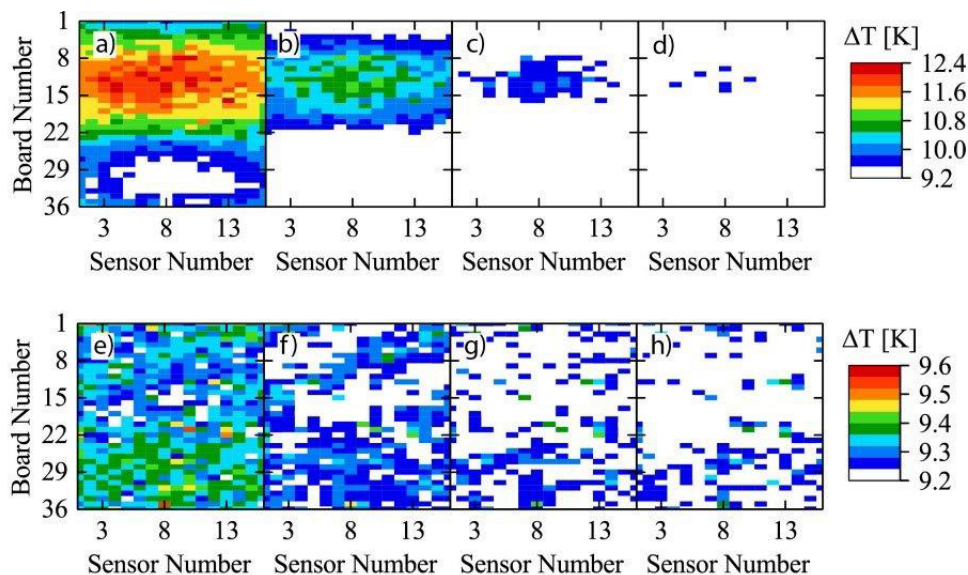 a) b) c) d) ΔT [K]
Board Number
1
8
15
22
29
36
12.4
11.6
10.8
10.0
9.2
3 8 13 3 8 13 3 8 13 3 8 13
Sensor Number Sensor Number Sensor Number Sensor Number
e) f) g) h) ΔT [K]
Board Number
1
8
15
22
29
36
9.6
9.5
9.4
9.3
9.2
3 8 13 3 8 13 3 8 13 3 8 13
Sensor Number Sensor Number Sensor Number Sensor Number